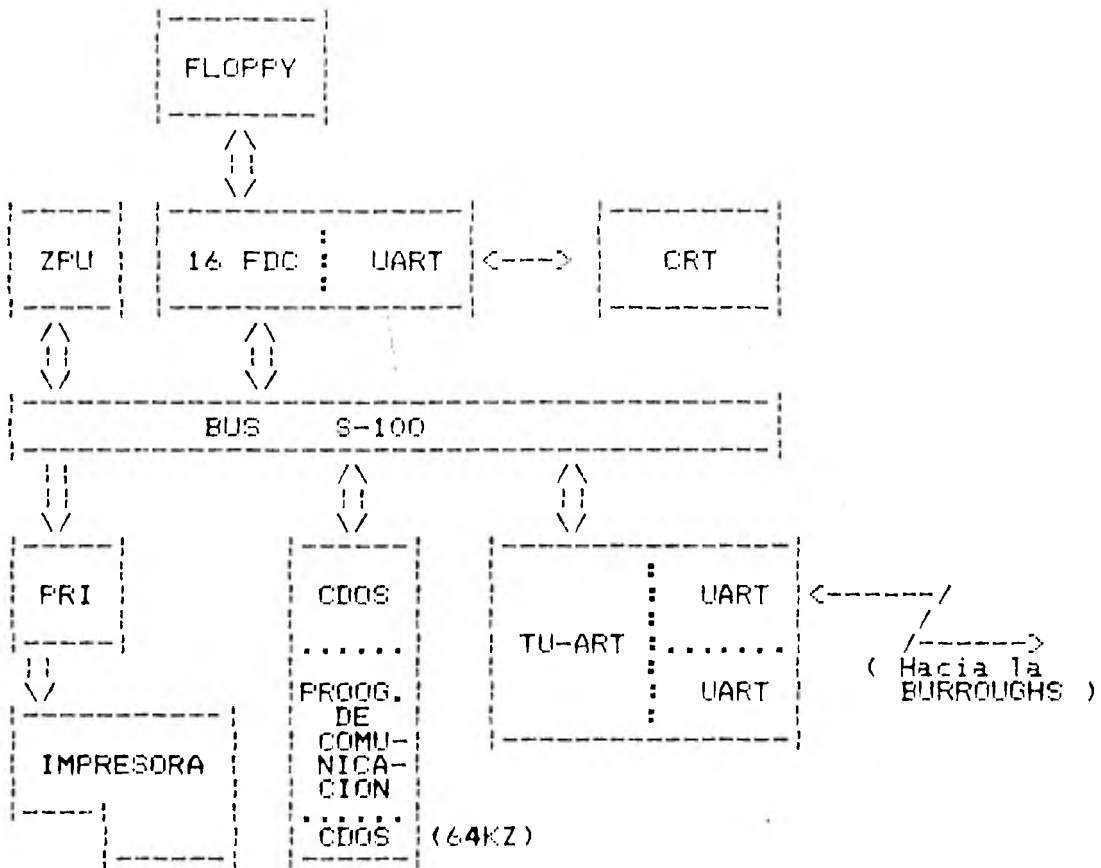 FLOPPY
ZPU
16 FDC
UART
CRT
BUS S-100
PRI
CDOS
TU-ART
UART
UART
( Hacia la
BURROUGHS )
PROOG.
DE
COMU-
NICA-
CION
CDOS
(64KZ)
IMPRESORA